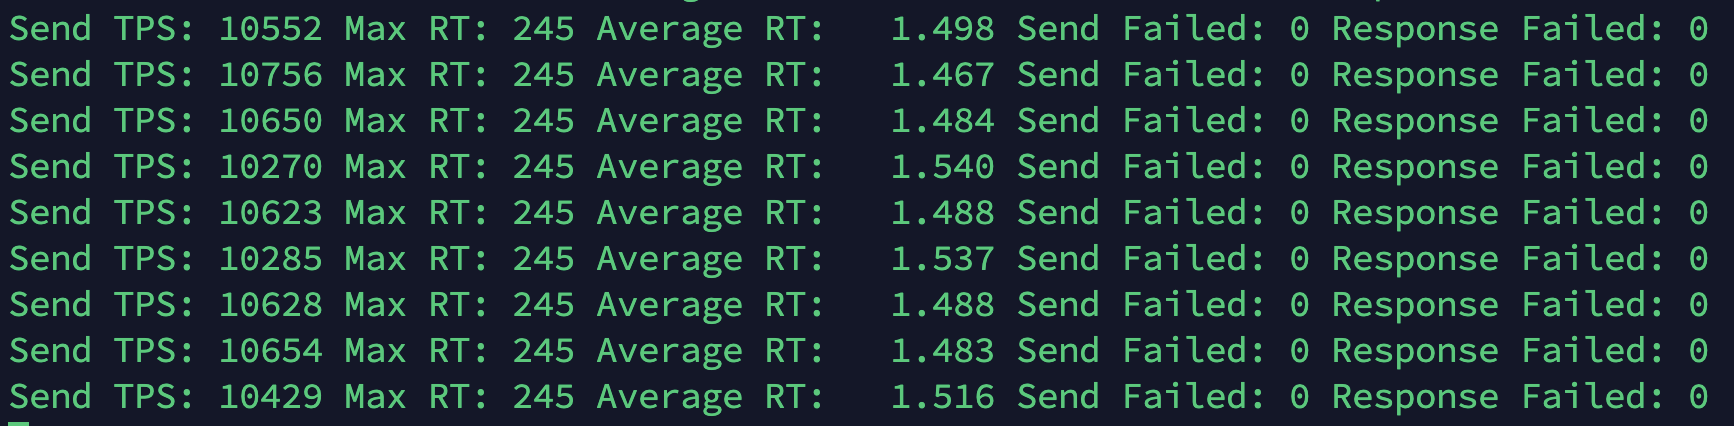 Send TPS: 10552 Max RT: 245 Average RT:   1.498 Send Failed: 0 Response Failed: 0
Send TPS: 10756 Max RT: 245 Average RT:   1.467 Send Failed: 0 Response Failed: 0
Send TPS: 10650 Max RT: 245 Average RT:   1.484 Send Failed: 0 Response Failed: 0
Send TPS: 10270 Max RT: 245 Average RT:   1.540 Send Failed: 0 Response Failed: 0
Send TPS: 10623 Max RT: 245 Average RT:   1.488 Send Failed: 0 Response Failed: 0
Send TPS: 10285 Max RT: 245 Average RT:   1.537 Send Failed: 0 Response Failed: 0
Send TPS: 10628 Max RT: 245 Average RT:   1.488 Send Failed: 0 Response Failed: 0
Send TPS: 10654 Max RT: 245 Average RT:   1.483 Send Failed: 0 Response Failed: 0
Send TPS: 10429 Max RT: 245 Average RT:   1.516 Send Failed: 0 Response Failed: 0